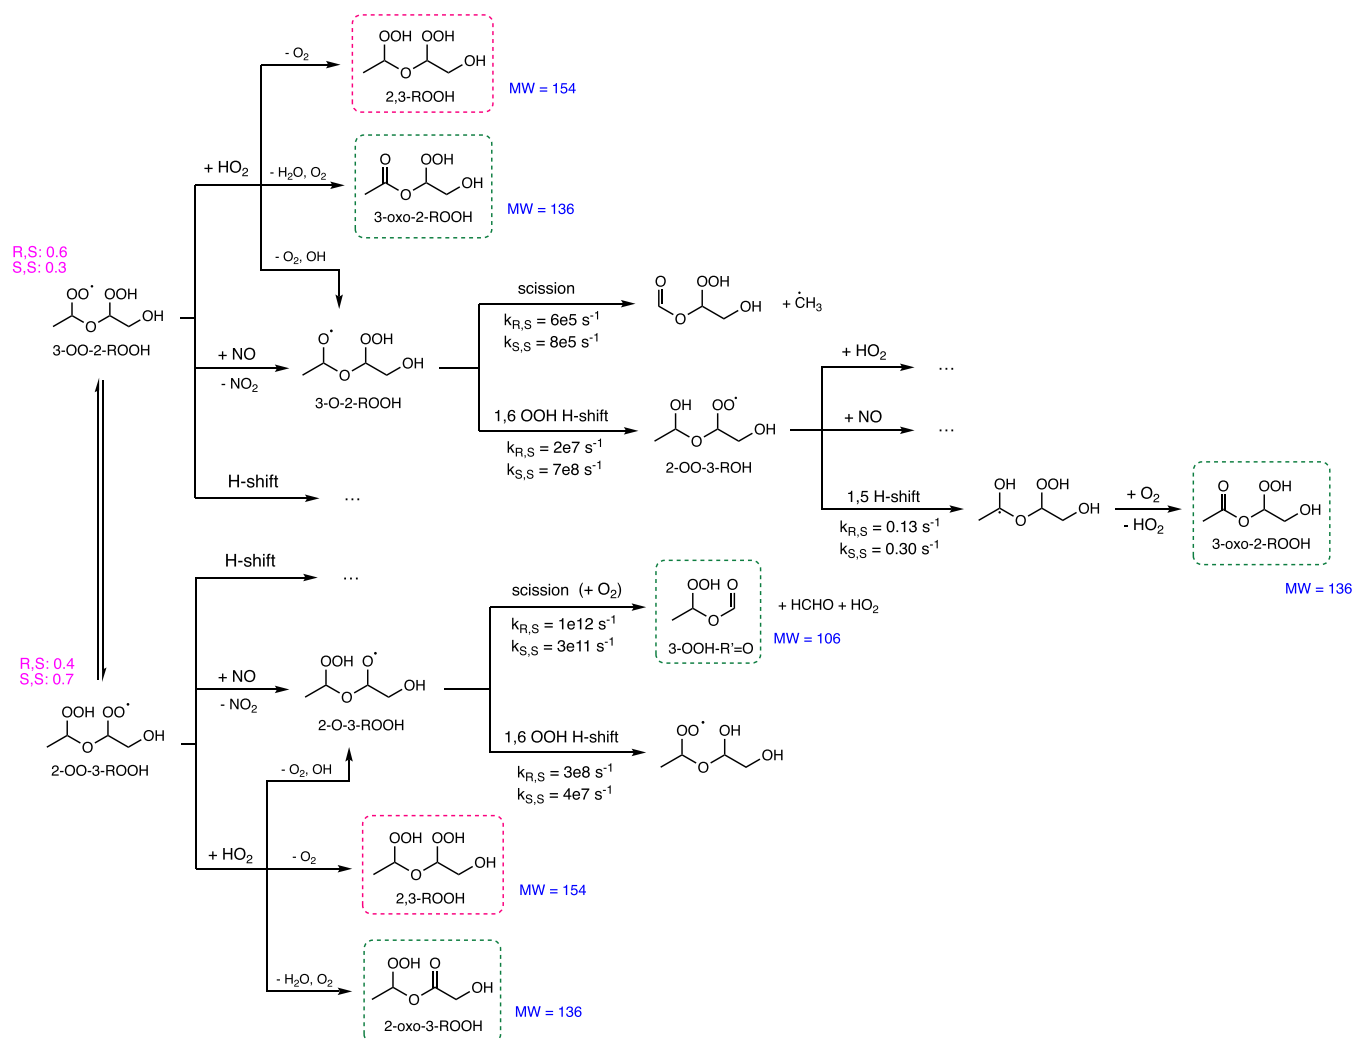 OOH OOH
- O2
OH
O
2,3-ROOH
MW = 154
O OOH
+ HO2
- H2O, O2
OH
O
3-oxo-2-ROOH
MW = 136
R,S: 0.6
S,S: 0.3
- O2, OH
OO• OOH
OH
O
3-OO-2-ROOH
O• OOH
+ NO
- NO2
OH
O
3-O-2-ROOH
scission
kR,S = 6e5 s-1
kS,S = 8e5 s-1
O OOH
OH
O
+ •CH3
1,6 OOH H-shift
kR,S = 2e7 s-1
kS,S = 7e8 s-1
OH OO•
OH
O
2-OO-3-ROH
+ HO2
...
+ NO
...
1,5 H-shift
kR,S = 0.13 s-1
kS,S = 0.30 s-1
OH OOH
OH
O
+ O2
- HO2
O OOH
OH
O
3-oxo-2-ROOH
MW = 136
H-shift
...
H-shift
...
R,S: 0.4
S,S: 0.7
OOH OO•
OH
O
2-OO-3-ROOH
+ NO
- NO2
OOH O•
OH
O
2-O-3-ROOH
scission (+ O2)
kR,S = 1e12 s-1
kS,S = 3e11 s-1
OOH O
O
3-OOH-R'=O
+ HCHO + HO2
MW = 106
1,6 OOH H-shift
kR,S = 3e8 s-1
kS,S = 4e7 s-1
OO• OH
OH
O
- O2, OH
+ HO2
- O2
OOH OOH
OH
O
2,3-ROOH
MW = 154
- H2O, O2
OOH O
OH
O
2-oxo-3-ROOH
MW = 136